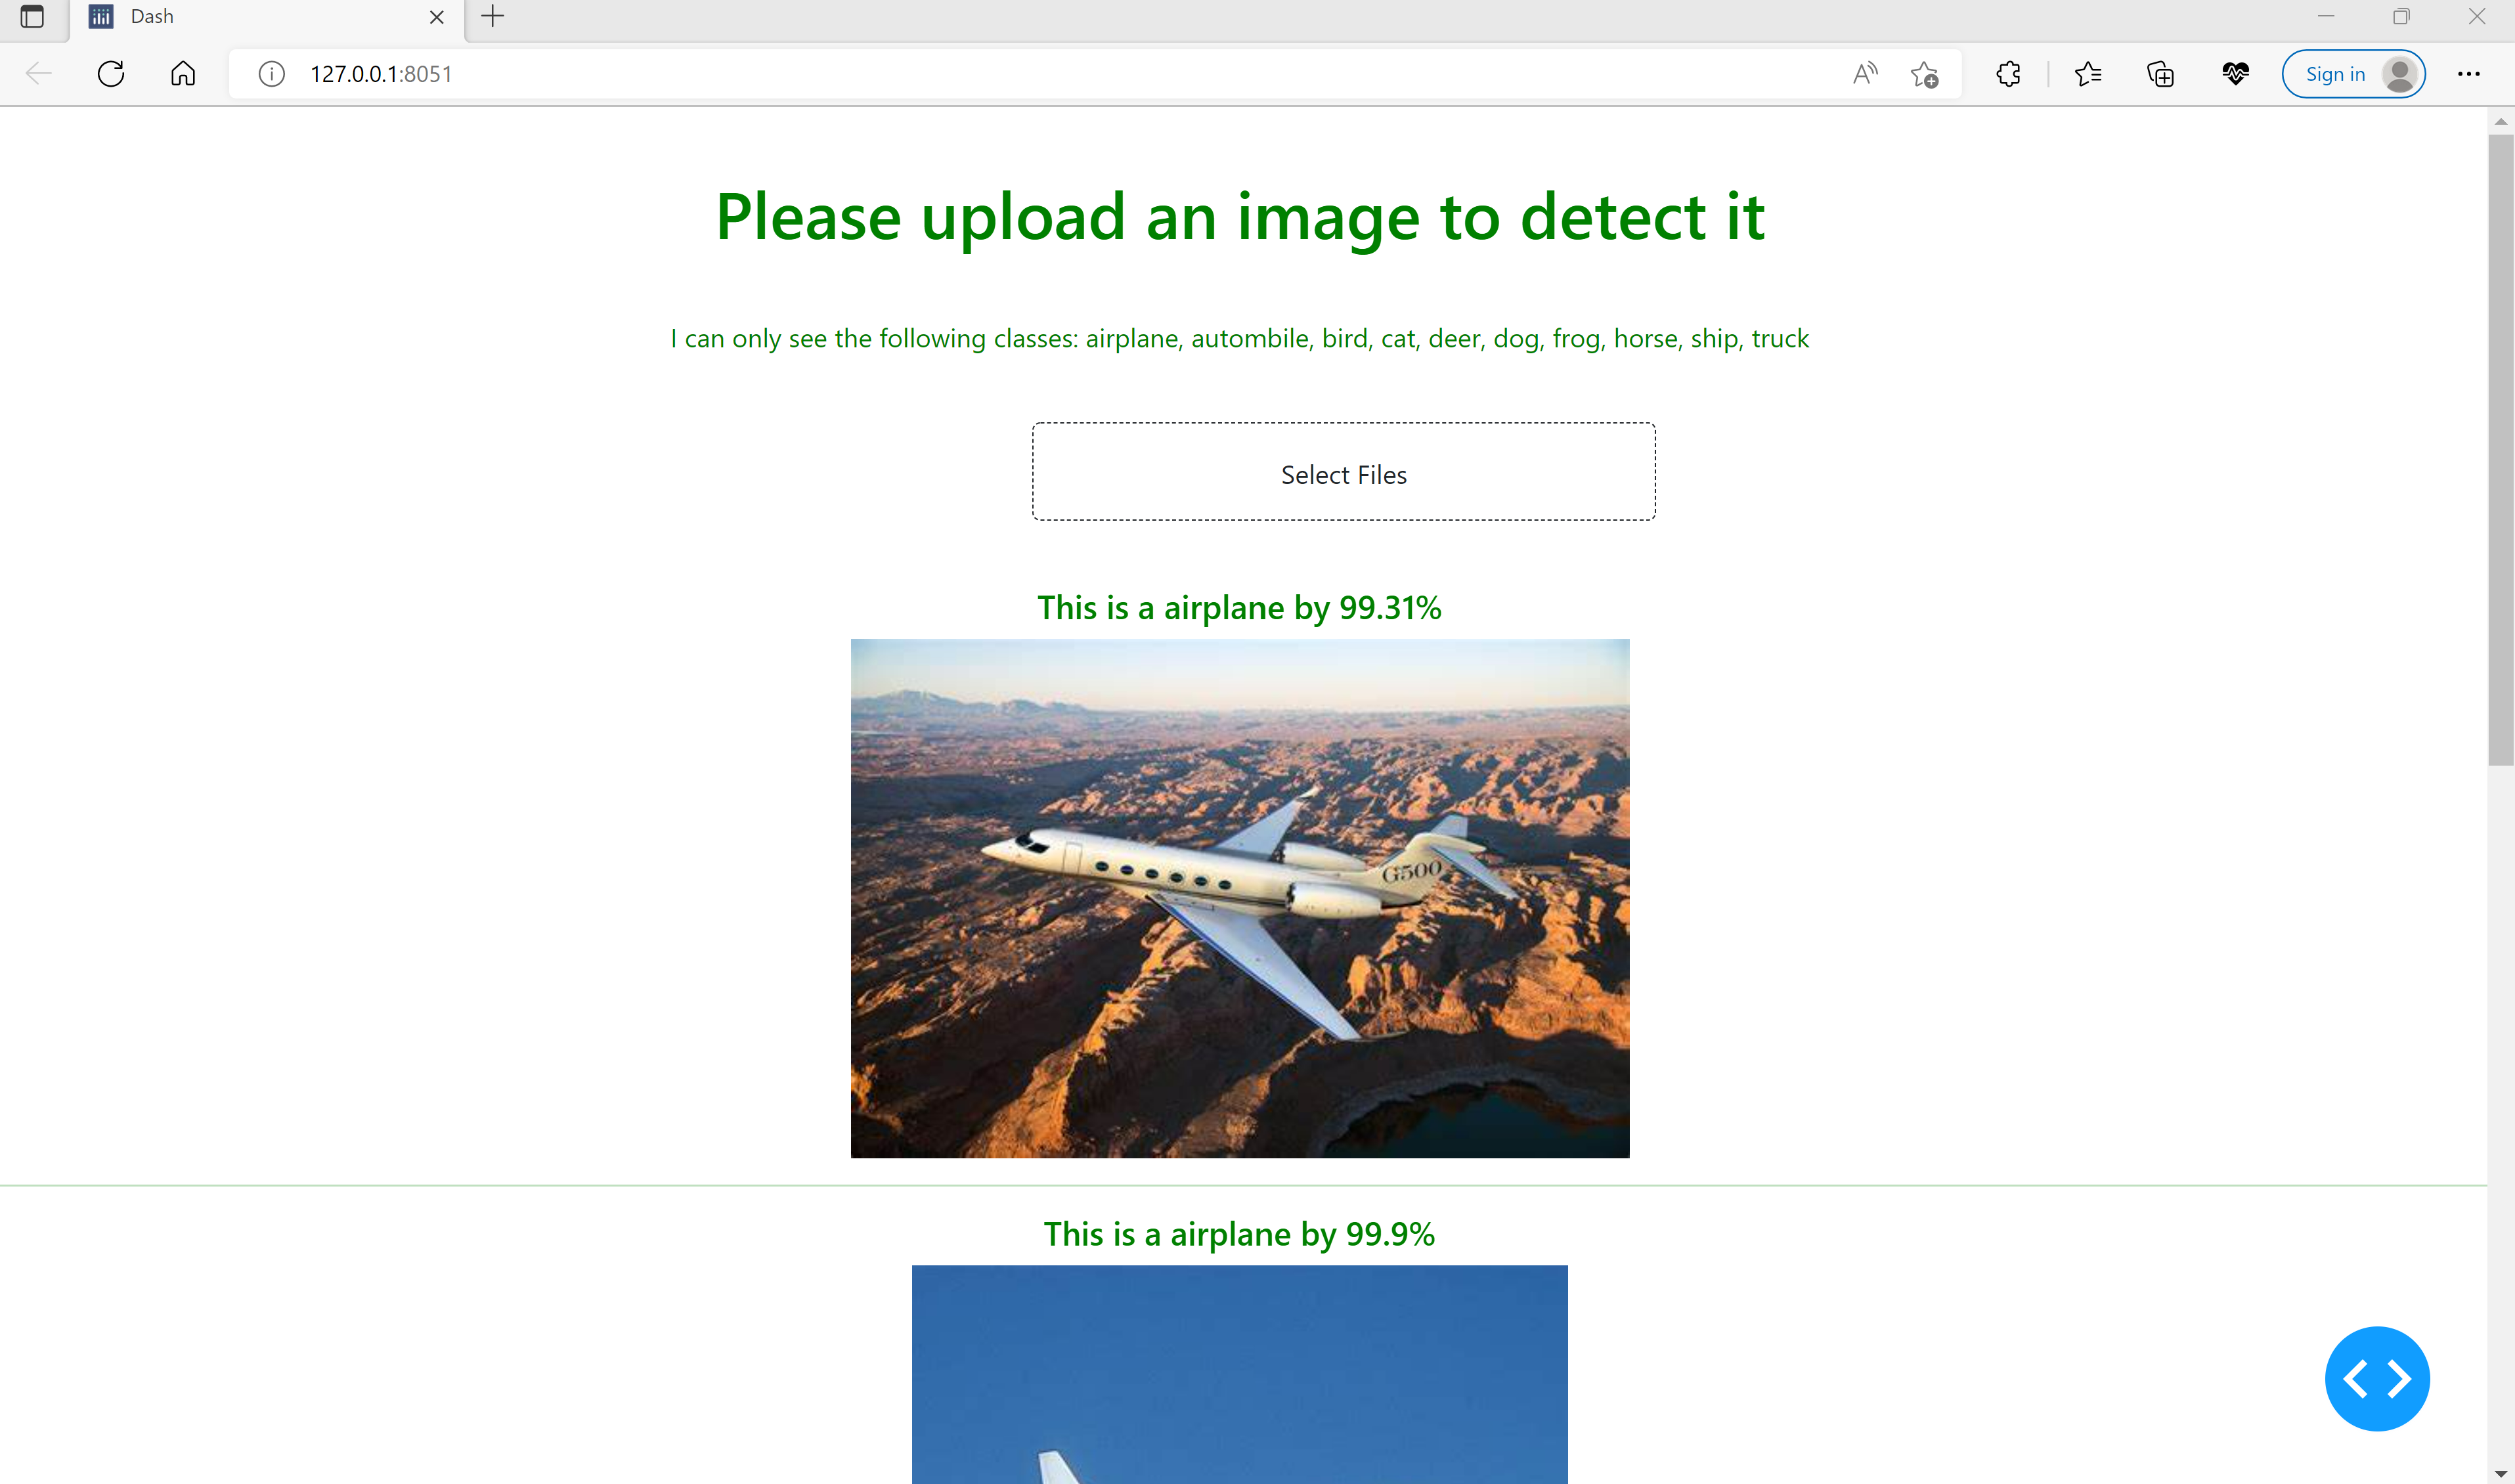 Dash
127.0.0.1:8051
Sign in
Please upload an image to detect it
I can only see the following classes: airplane, autombile, bird, cat, deer, dog, frog, horse, ship, truck
Select Files
This is a airplane by 99.31%
G500
This is a airplane by 99.9%